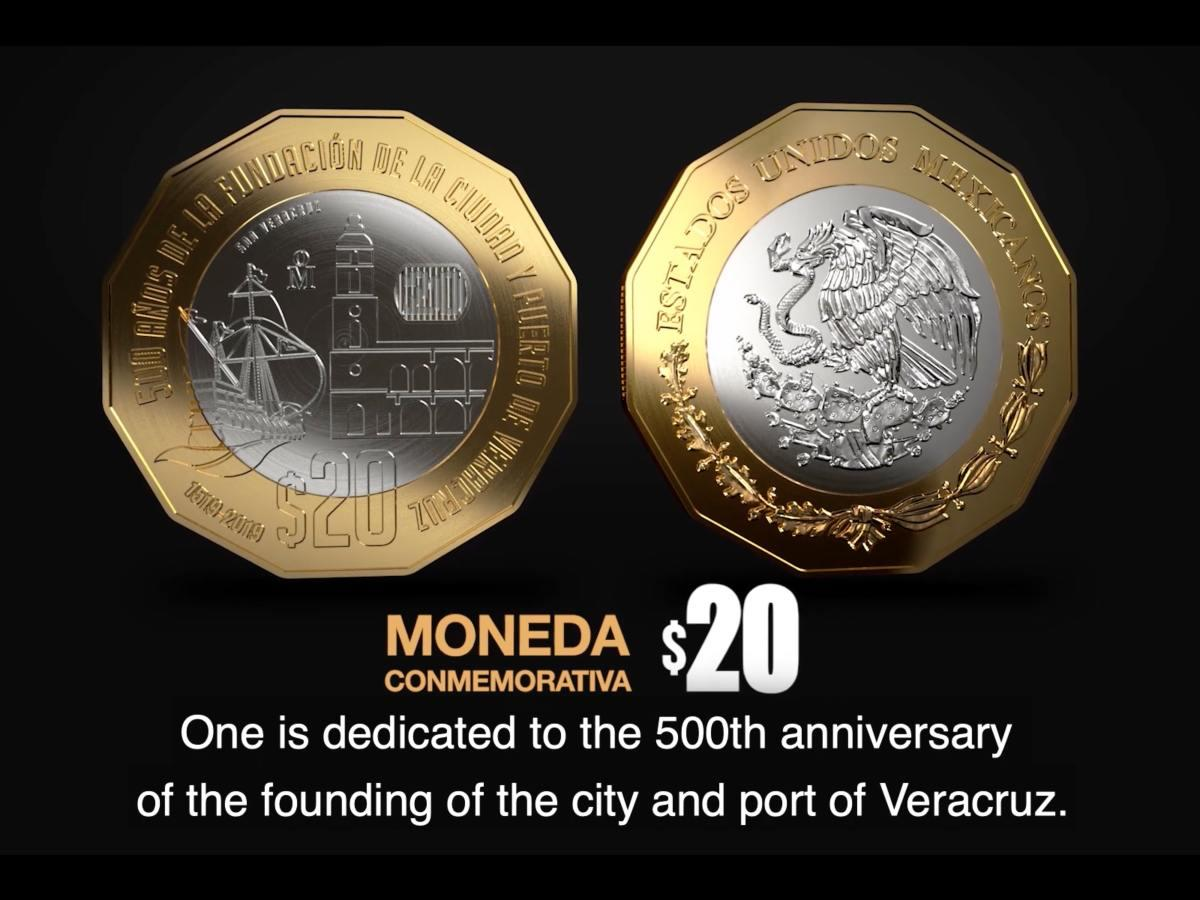 500 AÑOS DE LA FUNDACIÓN DE LA CIUDAD Y PUERTO DE VERACRUZ
M
$20
1519-2019
ESTADOS UNIDOS MEXICANOS
MONEDA
CONMEMORATIVA
$20
One is dedicated to the 500th anniversary
of the founding of the city and port of Veracruz.